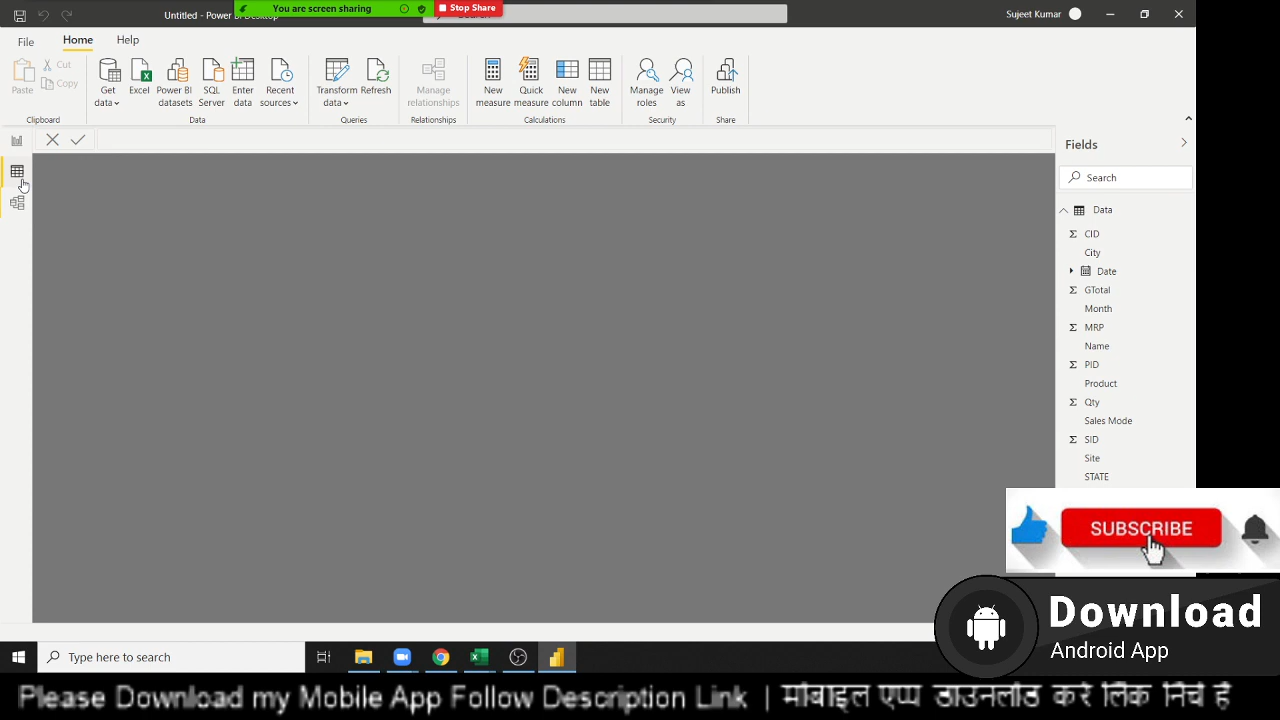 Untitled - Power BI Desktop
You are screen sharing
Stop Share
Sujeet Kumar
File
Home
Help
Paste
Cut
Copy
Get data
Excel
Power BI datasets
SQL Server
Enter data
Recent sources
Transform data
Refresh
Manage relationships
New measure
Quick measure
New column
New table
Manage roles
View as
Publish
Clipboard
Data
Queries
Relationships
Calculations
Security
Share
Fields
Search
Data
CID
City
Date
GTotal
Month
MRP
Name
PID
Product
Qty
Sales Mode
SID
Site
STATE
SUBSCRIBE
Download
Android App
Type here to search
Please Download my Mobile App Follow Description Link | मोबाइल एप्प डाउनलोड करे लिंक निचे है